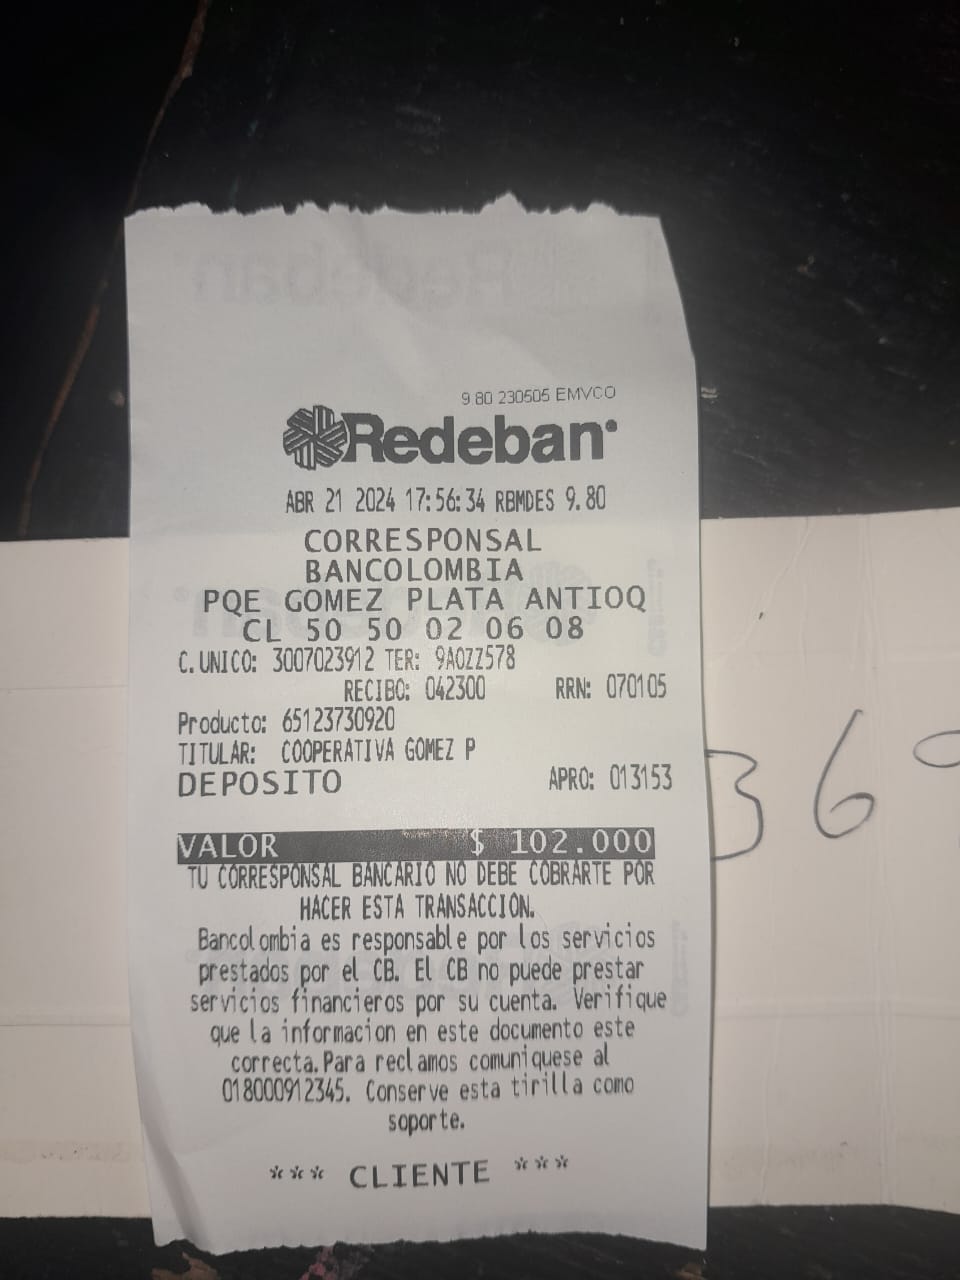 9.80 230505 EMVCO
Redeban
ABR 21 2024 17:56:34 RBMDES 9.80
CORRESPONSAL
BANCOLOMBIA
PQE GOMEZ PLATA ANTIOQ
CL 50 50 02 06 08
C.UNICO: 3007023912 TER: 9A0ZZ578
RECIBO: 042300 RRN: 070105
Producto: 65123730920
TITULAR: COOPERATIVA GOMEZ P
DEPOSITO APRO: 013153
VALOR $ 102.000
TU CORRESPONSAL BANCARIO NO DEBE COBRARTE POR
HACER ESTA TRANSACCION.
Bancolombia es responsable por los servicios
prestados por el CB. El CB no puede prestar
servicios financieros por su cuenta. Verifique
que la informacion en este documento este
correcta.Para reclamos comuniquese al
018000912345. Conserve esta tirilla como
soporte.
*** CLIENTE ***
36